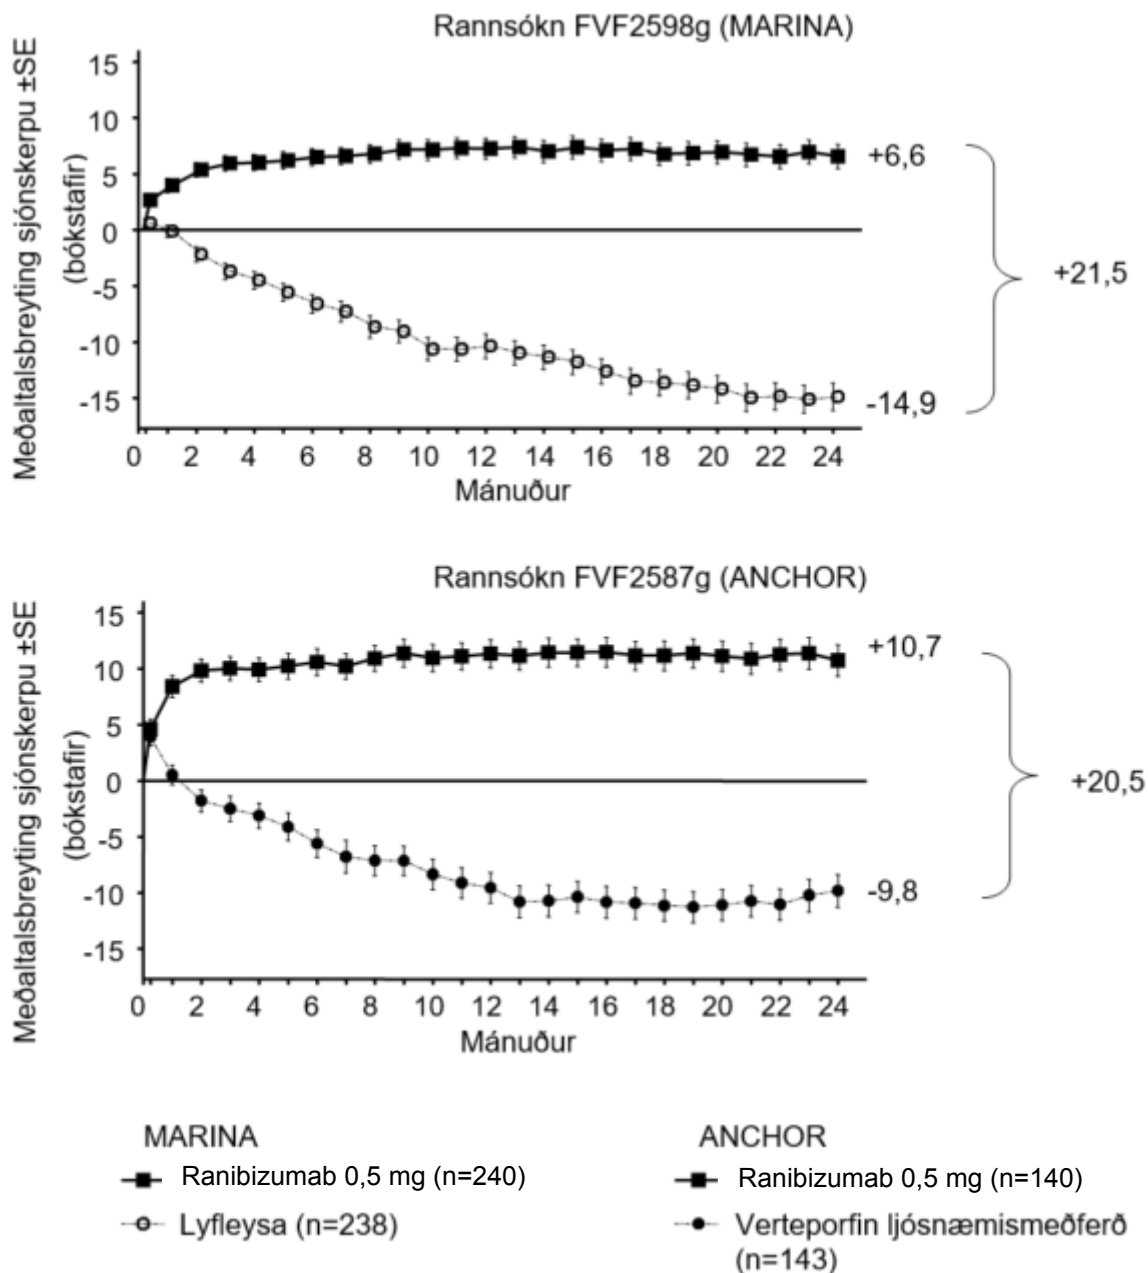 Rannsókn FVF2598g (MARINA)
Meðaltalsbreyting sjónskerpu ±SE
(bókstafir)
15
10
5
0
-5
-10
-15
+6,6
+21,5
-14,9
0 2 4 6 8 10 12 14 16 18 20 22 24
Mánuður
Rannsókn FVF2587g (ANCHOR)
Meðaltalsbreyting sjónskerpu ±SE
(bókstafir)
15
10
5
0
-5
-10
-15
+10,7
+20,5
-9,8
0 2 4 6 8 10 12 14 16 18 20 22 24
Mánuður
MARINA
Ranibizumab 0,5 mg (n=240)
Lyfleysa (n=238)
ANCHOR
Ranibizumab 0,5 mg (n=140)
Verteporfin ljósnæmismeðferð
(n=143)